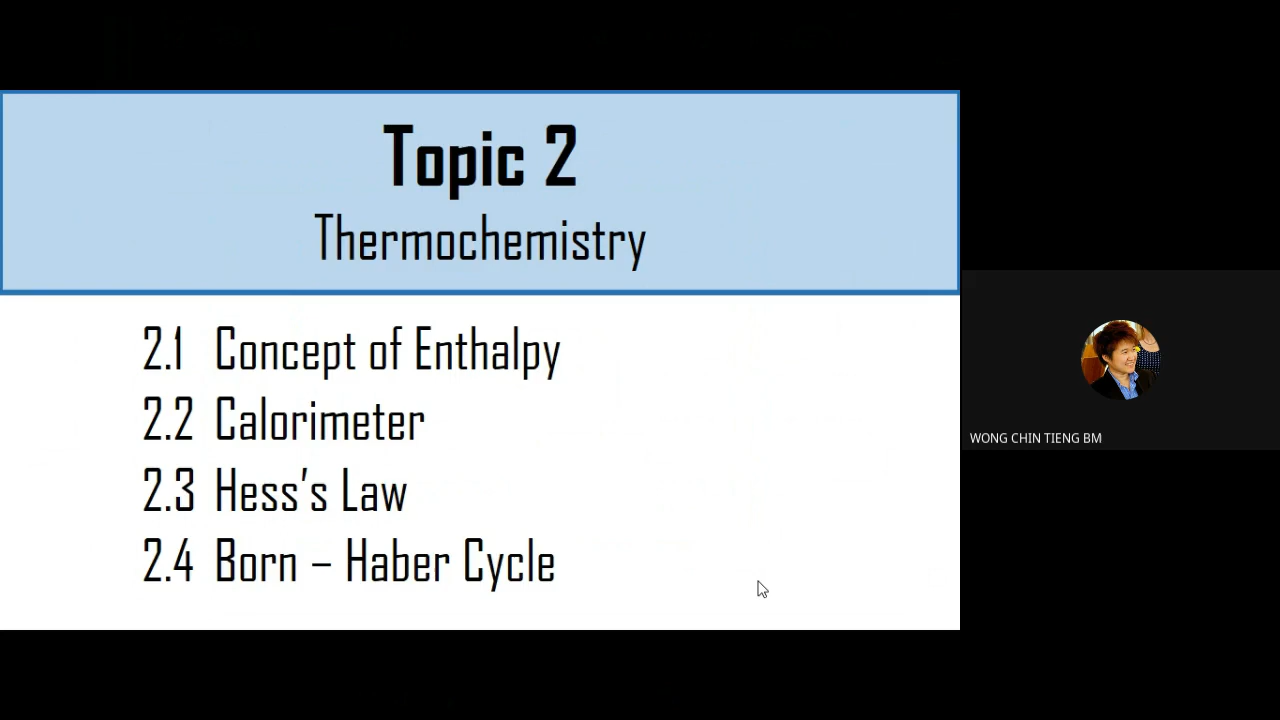 Topic 2
Thermochemistry
2.1 Concept of Enthalpy
2.2 Calorimeter
2.3 Hess’s Law
2.4 Born – Haber Cycle
WONG CHIN TIENG BM